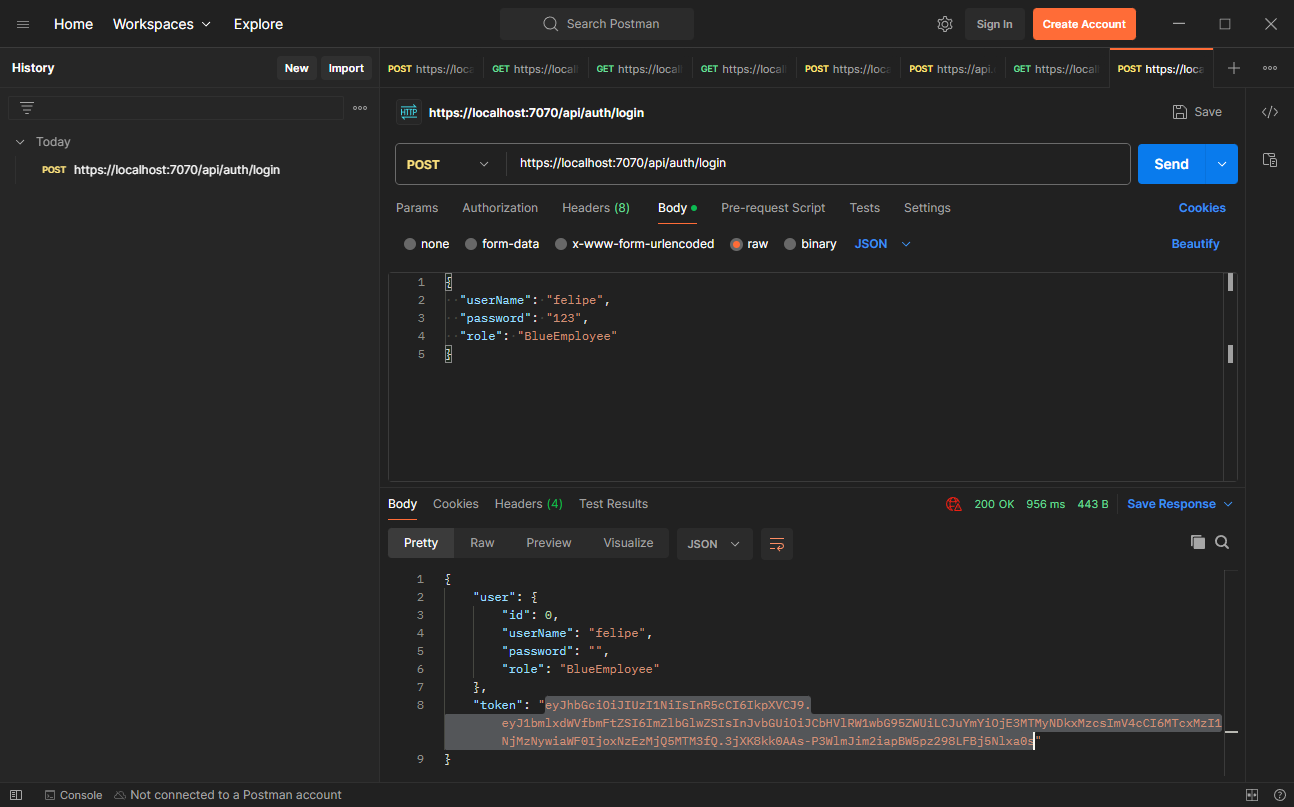 Home Workspaces Explore Search Postman Sign In Create Account
History New Import
POST https://loca GET https://local GET https://local GET https://local POST https://loca POST https://api. GET https://local POST https://loca
HTTP https://localhost:7070/api/auth/login Save
Today
POST https://localhost:7070/api/auth/login
POST https://localhost:7070/api/auth/login Send
Params Authorization Headers (8) Body Pre-request Script Tests Settings Cookies
none form-data x-www-form-urlencoded raw binary JSON Beautify
1 {
2 "userName": "felipe",
3 "password": "123",
4 "role": "BlueEmployee"
5 }
Body Cookies Headers (4) Test Results 200 OK 956 ms 443 B Save Response
Pretty Raw Preview Visualize JSON
1 {
2 "user": {
3 "id": 0,
4 "userName": "felipe",
5 "password": "",
6 "role": "BlueEmployee"
7 },
8 "token": "eyJhbGciOiJIUzI1NiIsInR5cCI6IkpXVCJ9.
eyJ1bmlxdWVfbmFtZSI6ImZlbGlwZSIsInJvbGUiOiJCbHVlRW1wbG95ZWUiLCJuYmYiOjE3MTMyNDkxMzcsImV4cCI6MTcxMzI1
NjMzNywiaWF0IjoxNzEzMjQ5MTM3fQ.3jXK8kk0AAs-P3WlmJim2iapBW5pz298LFBj5Nlxa0s"
9 }
Console Not connected to a Postman account